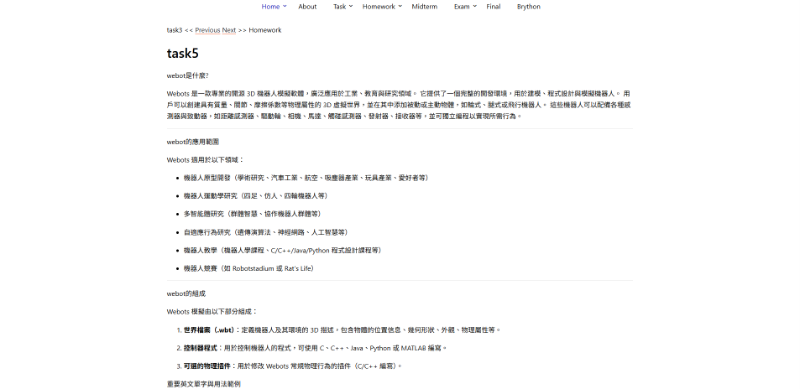 Home About Task Homework Midterm Exam Final Brython
task3 << Previous Next >> Homework
task5
webot是什麼?
Webots 是一款專業的開源 3D 機器人模擬軟體，廣泛應用於工業、教育與研究領域。 它提供了一個完整的開發環境，用於建模、程式設計與模擬機器人。 用
戶可以創建具有質量、關節、摩擦係數等物理屬性的 3D 虛擬世界，並在其中添加被動或主動物體，如輪式、腿式或飛行機器人。 這些機器人可以配備各種感
測器與致動器，如距離感測器、驅動輪、相機、馬達、觸碰感測器、發射器、接收器等，並可獨立編程以實現所需行為。
webot的應用範圍
Webots 適用於以下領域：
• 機器人原型開發（學術研究、汽車工業、航空、吸塵器產業、玩具產業、愛好者等）
• 機器人運動學研究（四足、仿人、四輪機器人等）
• 多智能體研究（群體智慧、協作機器人群體等）
• 自適應行為研究（遺傳演算法、神經網路、人工智慧等）
• 機器人教學（機器人學課程、C/C++/Java/Python 程式設計課程等）
• 機器人競賽（如 Robotstadium 或 Rat's Life）
webot的組成
Webots 模擬由以下部分組成：
1. 世界檔案（.wbt）：定義機器人及其環境的 3D 描述，包含物體的位置信息、幾何形狀、外觀、物理屬性等。
2. 控制器程式：用於控制機器人的程式，可使用 C、C++、Java、Python 或 MATLAB 編寫。
3. 可選的物理插件：用於修改 Webots 常規物理行為的插件（C/C++ 編寫）。
重要英文單字與用法範例